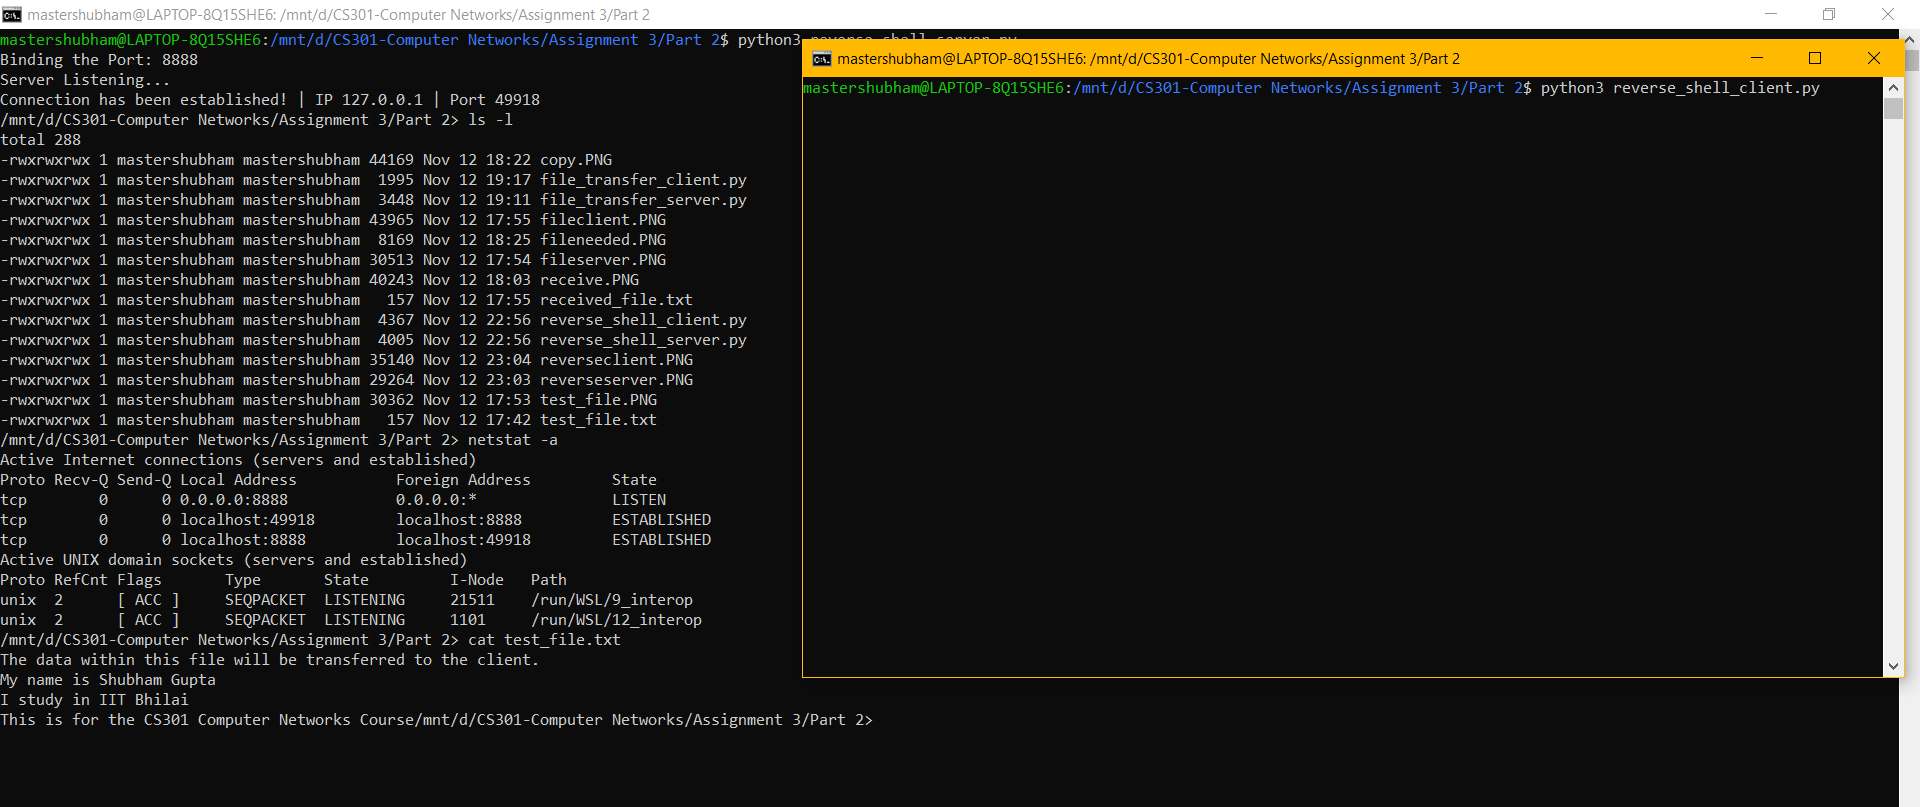 mastershubham@LAPTOP-8Q15SHE6: /mnt/d/CS301-Computer Networks/Assignment 3/Part 2
mastershubham@LAPTOP-8Q15SHE6:/mnt/d/CS301-Computer Networks/Assignment 3/Part 2$ python3 reverse_shell_server.py
Binding the Port: 8888
Server Listening...
Connection has been established! | IP 127.0.0.1 | Port 49918
/mnt/d/CS301-Computer Networks/Assignment 3/Part 2> ls -l
total 288
-rwxrwxrwx 1 mastershubham mastershubham 44169 Nov 12 18:22 copy.PNG
-rwxrwxrwx 1 mastershubham mastershubham  1995 Nov 12 19:17 file_transfer_client.py
-rwxrwxrwx 1 mastershubham mastershubham  3448 Nov 12 19:11 file_transfer_server.py
-rwxrwxrwx 1 mastershubham mastershubham 43965 Nov 12 17:55 fileclient.PNG
-rwxrwxrwx 1 mastershubham mastershubham  8169 Nov 12 18:25 fileneeded.PNG
-rwxrwxrwx 1 mastershubham mastershubham 30513 Nov 12 17:54 fileserver.PNG
-rwxrwxrwx 1 mastershubham mastershubham 40243 Nov 12 18:03 receive.PNG
-rwxrwxrwx 1 mastershubham mastershubham   157 Nov 12 17:55 received_file.txt
-rwxrwxrwx 1 mastershubham mastershubham  4367 Nov 12 22:56 reverse_shell_client.py
-rwxrwxrwx 1 mastershubham mastershubham  4005 Nov 12 22:56 reverse_shell_server.py
-rwxrwxrwx 1 mastershubham mastershubham 35140 Nov 12 23:04 reverseclient.PNG
-rwxrwxrwx 1 mastershubham mastershubham 29264 Nov 12 23:03 reverseserver.PNG
-rwxrwxrwx 1 mastershubham mastershubham 30362 Nov 12 17:53 test_file.PNG
-rwxrwxrwx 1 mastershubham mastershubham   157 Nov 12 17:42 test_file.txt
/mnt/d/CS301-Computer Networks/Assignment 3/Part 2> netstat -a
Active Internet connections (servers and established)
Proto Recv-Q Send-Q Local Address           Foreign Address         State
tcp        0      0 0.0.0.0:8888            0.0.0.0:*               LISTEN
tcp        0      0 localhost:49918         localhost:8888          ESTABLISHED
tcp        0      0 localhost:8888          localhost:49918         ESTABLISHED
Active UNIX domain sockets (servers and established)
Proto RefCnt Flags       Type       State         I-Node   Path
unix  2      [ ACC ]     SEQPACKET  LISTENING     21511    /run/WSL/9_interop
unix  2      [ ACC ]     SEQPACKET  LISTENING     1101     /run/WSL/12_interop
/mnt/d/CS301-Computer Networks/Assignment 3/Part 2> cat test_file.txt
The data within this file will be transferred to the client.
My name is Shubham Gupta
I study in IIT Bhilai
This is for the CS301 Computer Networks Course/mnt/d/CS301-Computer Networks/Assignment 3/Part 2>
mastershubham@LAPTOP-8Q15SHE6: /mnt/d/CS301-Computer Networks/Assignment 3/Part 2
mastershubham@LAPTOP-8Q15SHE6:/mnt/d/CS301-Computer Networks/Assignment 3/Part 2$ python3 reverse_shell_client.py